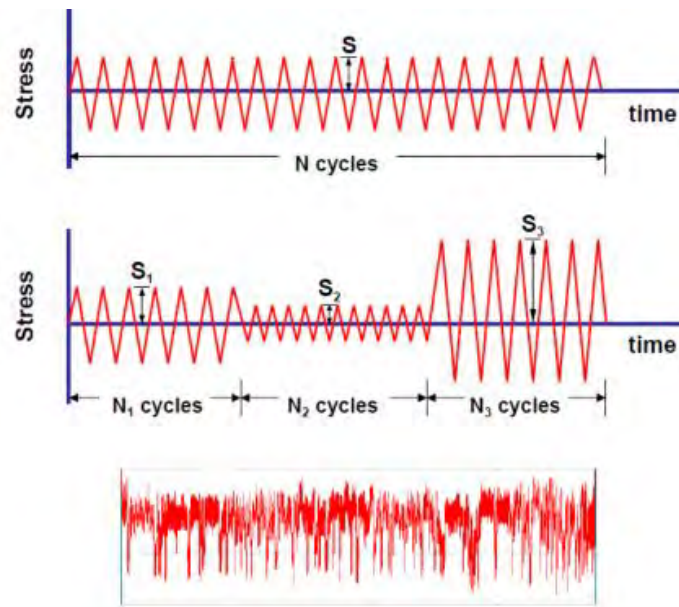 Stress
S
time
N cycles
Stress
S₁
S₂
S₃
time
N₁ cycles
N₂ cycles
N₃ cycles